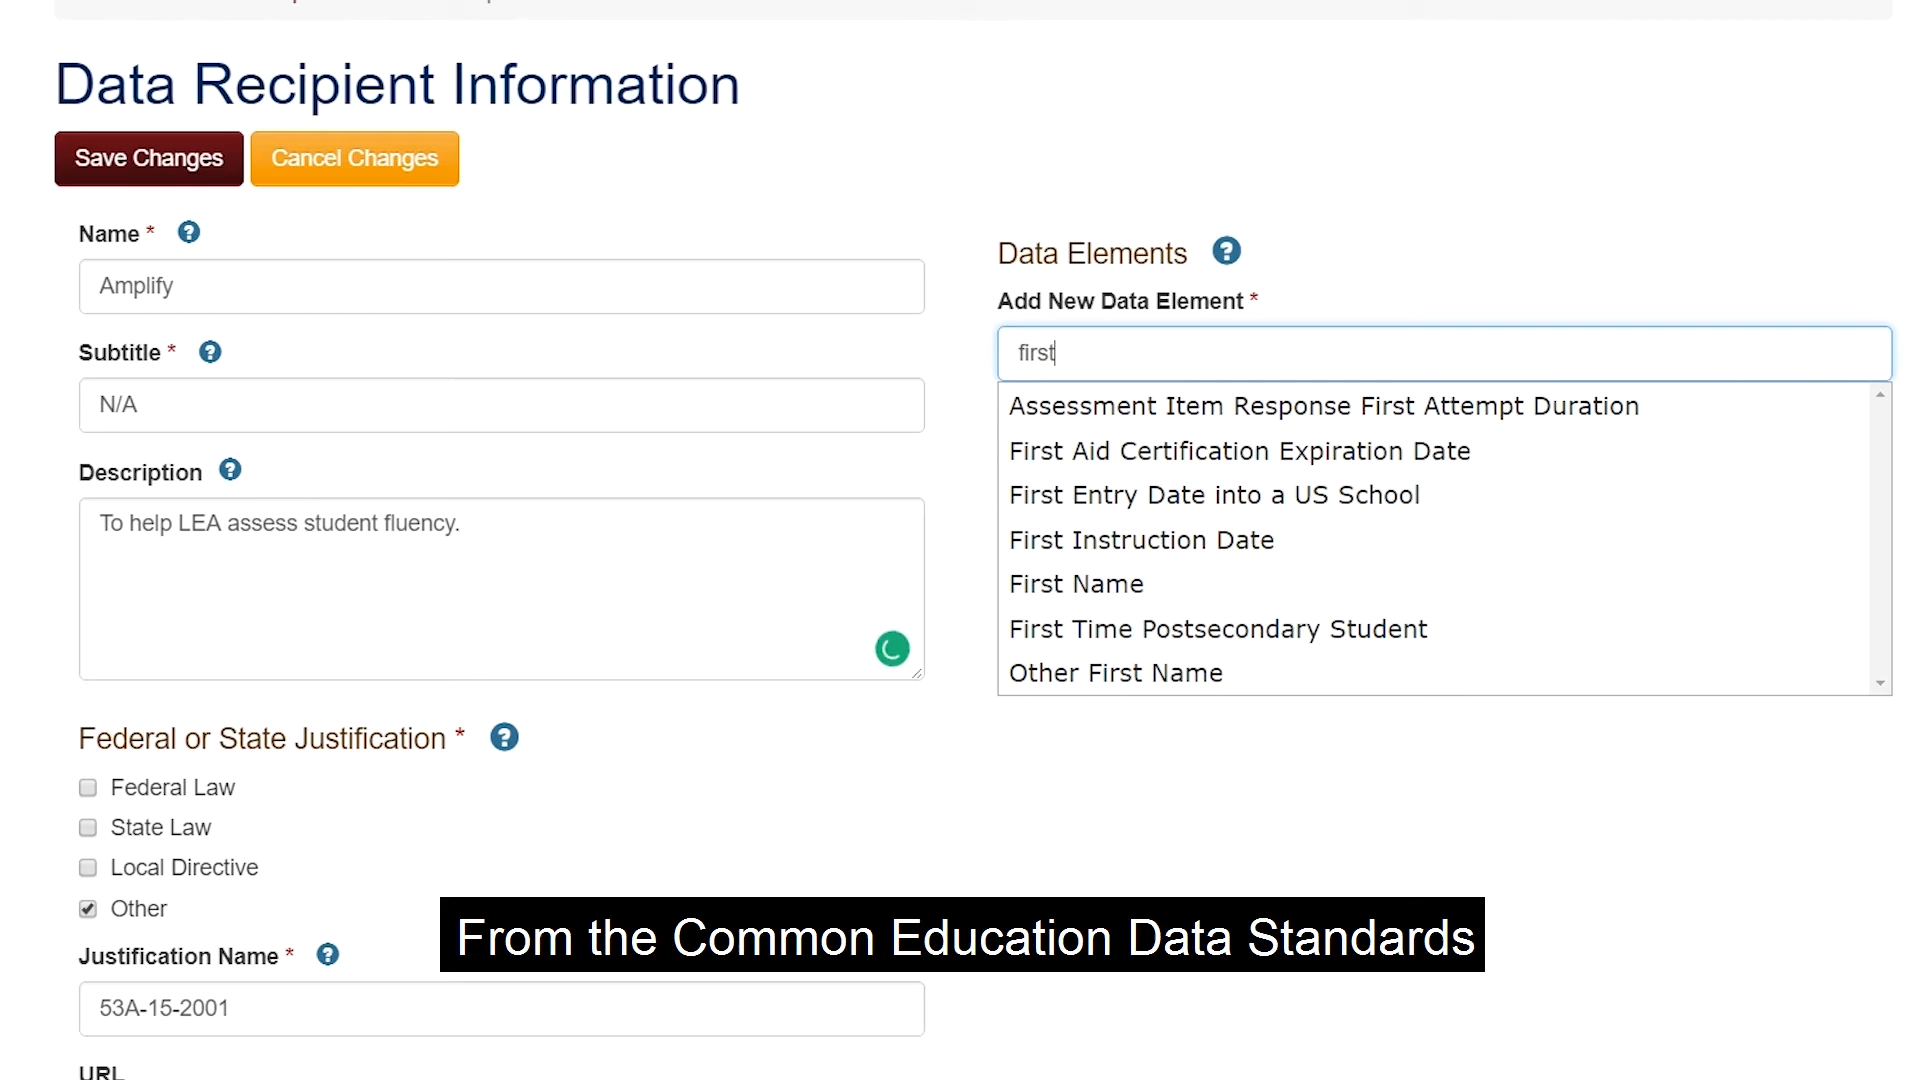 Data Recipient Information
Save Changes
Cancel Changes
Name *
Amplify
Subtitle *
N/A
Description
To help LEA assess student fluency.
Federal or State Justification *
Federal Law
State Law
Local Directive
Other
Justification Name *
53A-15-2001
URL
Data Elements
Add New Data Element *
first
Assessment Item Response First Attempt Duration
First Aid Certification Expiration Date
First Entry Date into a US School
First Instruction Date
First Name
First Time Postsecondary Student
Other First Name
From the Common Education Data Standards